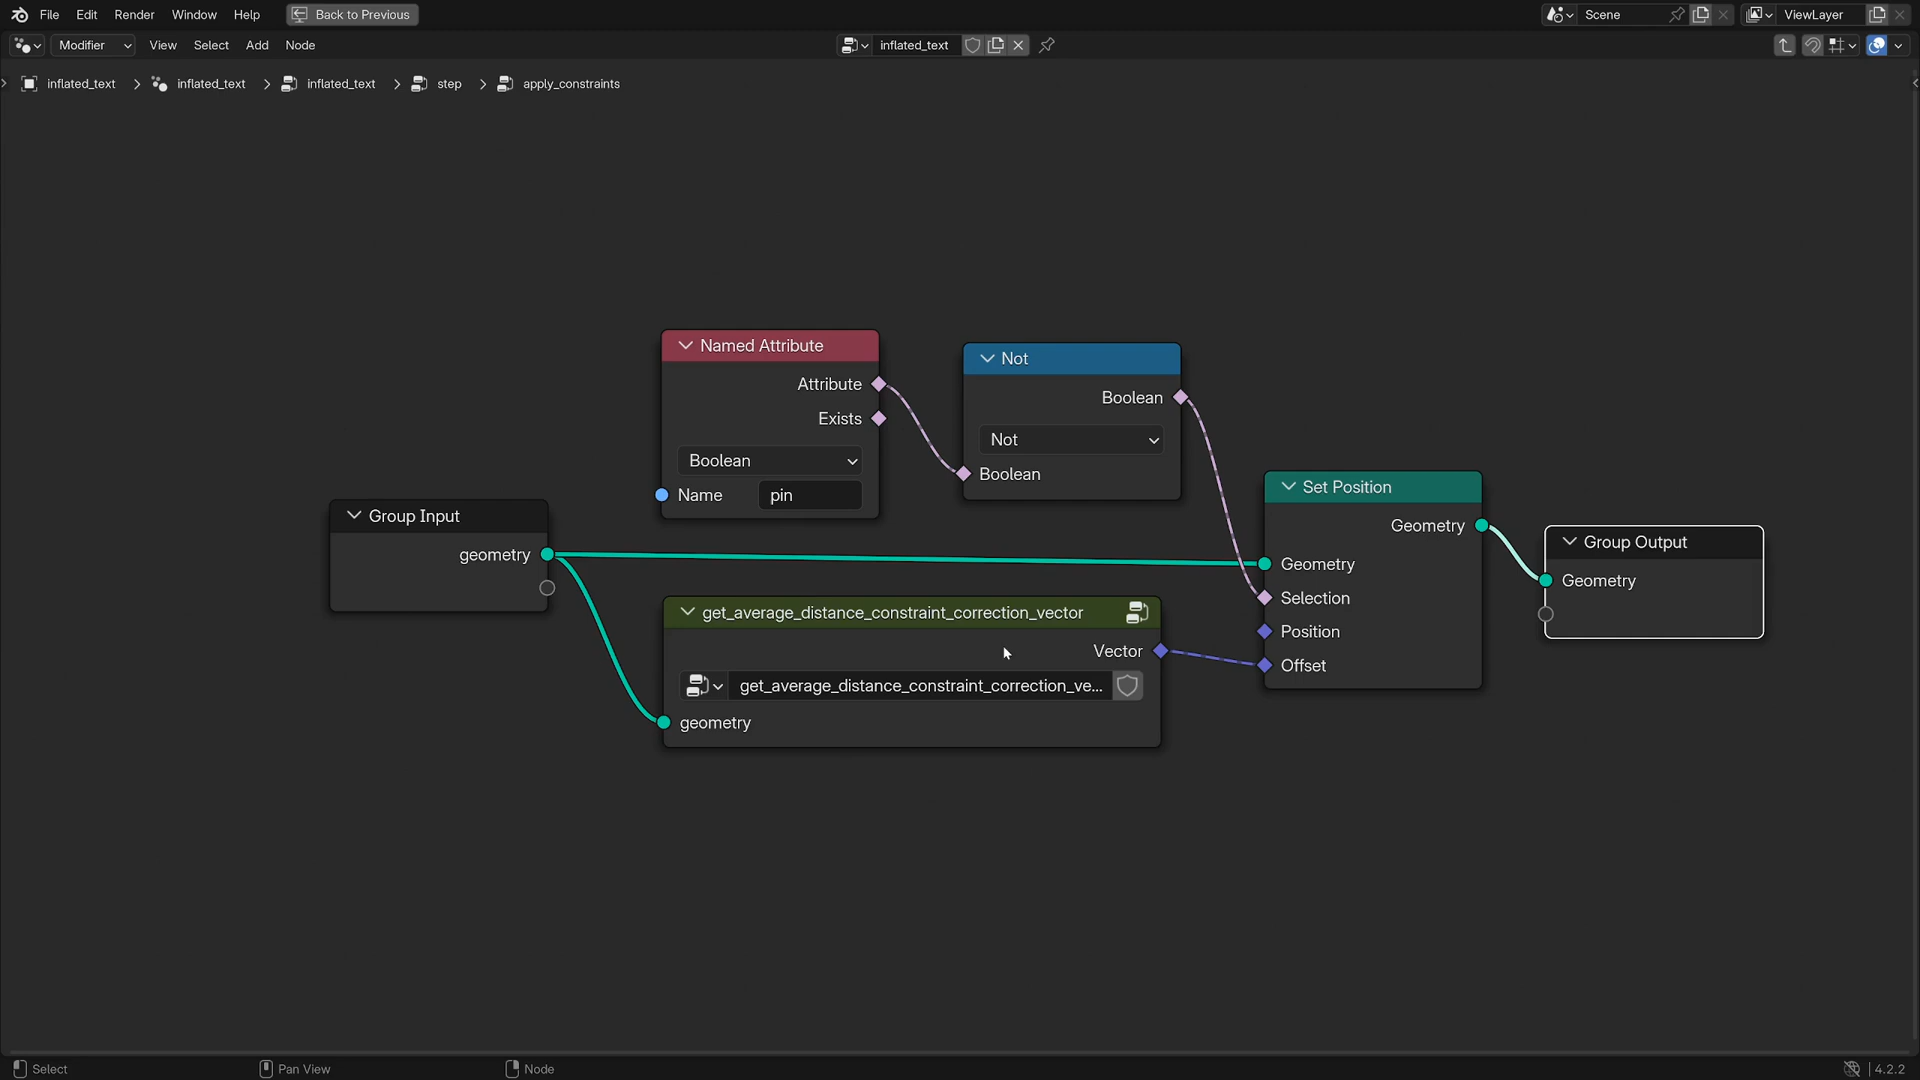 File Edit Render Window Help Back to Previous Scene ViewLayer
Modifier View Select Add Node inflated_text
inflated_text inflated_text inflated_text step apply_constraints
Named Attribute
Attribute
Exists
Boolean
Name pin
Not
Boolean
Not
Boolean
Group Input
geometry
get_average_distance_constraint_correction_vector
Vector
get_average_distance_constraint_correction_ve...
geometry
Set Position
Geometry
Geometry
Selection
Position
Offset
Group Output
Geometry
Select Pan View Node 4.2.2